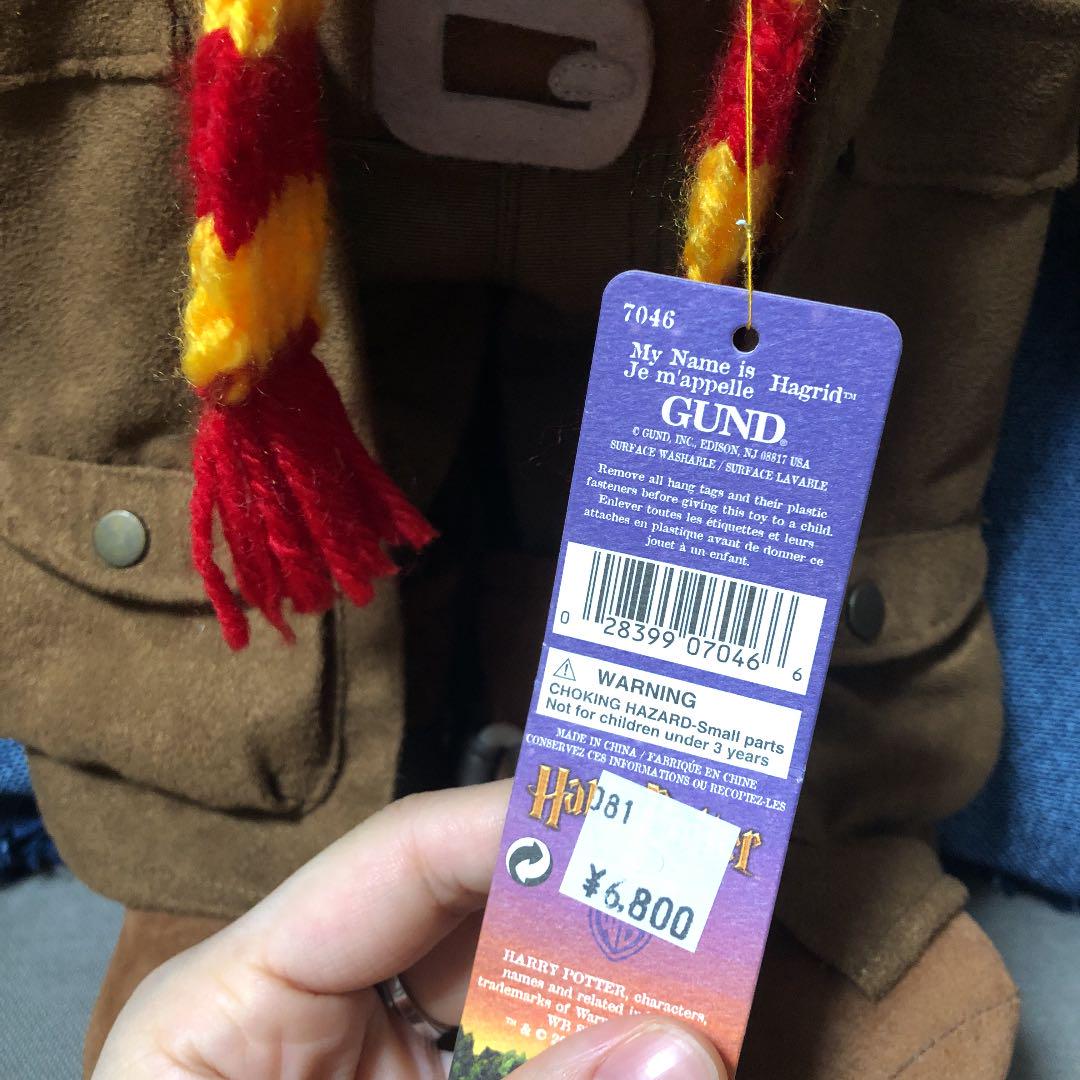 7046
My Name is
Je m'appelle Hagrid™
GUND®
© GUND, INC., EDISON, NJ 08817 USA
SURFACE WASHABLE / SURFACE LAVABLE
Remove all hang tags and their plastic
fasteners before giving this toy to a child.
Enlever toutes les étiquettes et leurs
attaches en plastique avant de donner ce
jouet à un enfant.
0 28399 07046 6
WARNING
CHOKING HAZARD-Small parts
Not for children under 3 years
MADE IN CHINA / FABRIQUÉ EN CHINE
CONSERVEZ CES INFORMATIONS OU RECOPIEZ-LES
081
¥6,800
HARRY POTTER, characters,
names and related
trademarks of
WB
™ & ©